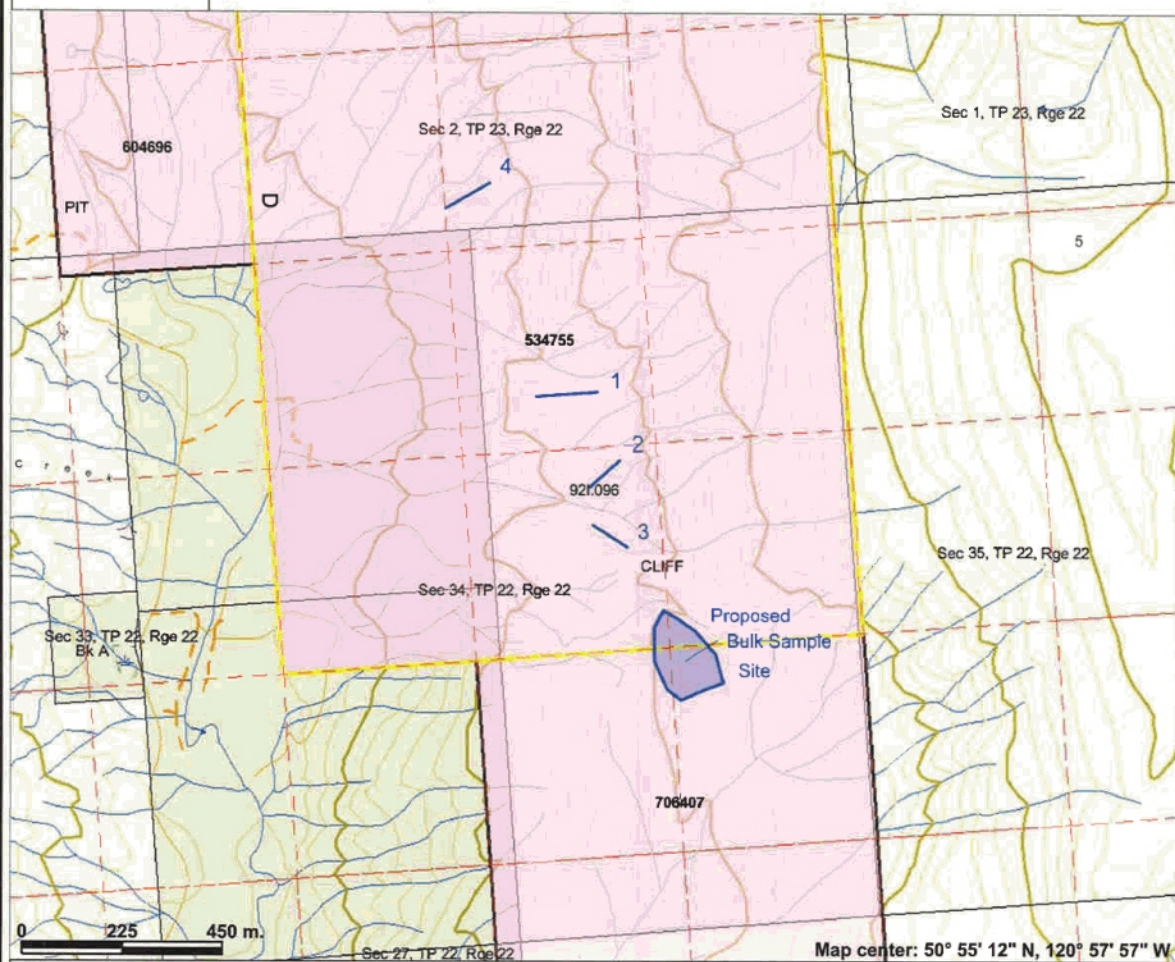 Sec 1, TP 23, Rge 22
Sec 2, TP 23, Rge 22
604696
4
PIT
D
5
534755
1
2
C r e e k
92I.096
3
Sec 35, TP 22, Rge 22
CLIFF
Sec 34, TP 22, Rge 22
Proposed
Bulk Sample
Site
Sec 33, TP 22, Rge 22
Bk A
706407
0 225 450 m.
Sec 27, TP 22, Rge 22
Map center: 50° 55' 12" N, 120° 57' 57" W